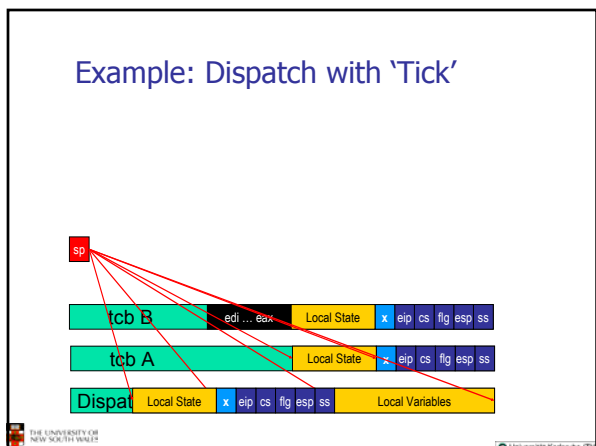 Example: Dispatch with ‘Tick’
sp
tcb B edi ... eax Local State x eip cs flg esp ss
tcb A Local State x eip cs flg esp ss
Dispat Local State x eip cs flg esp ss Local Variables
THE UNIVERSITY OF
NEW SOUTH WALES